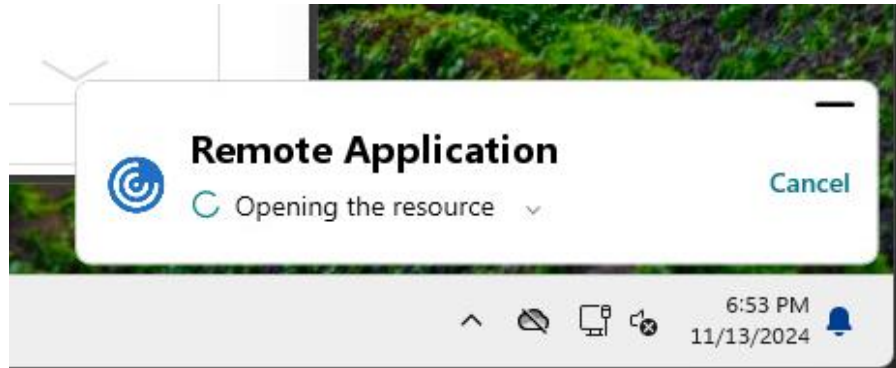 Remote Application
Opening the resource
Cancel
6:53 PM
11/13/2024